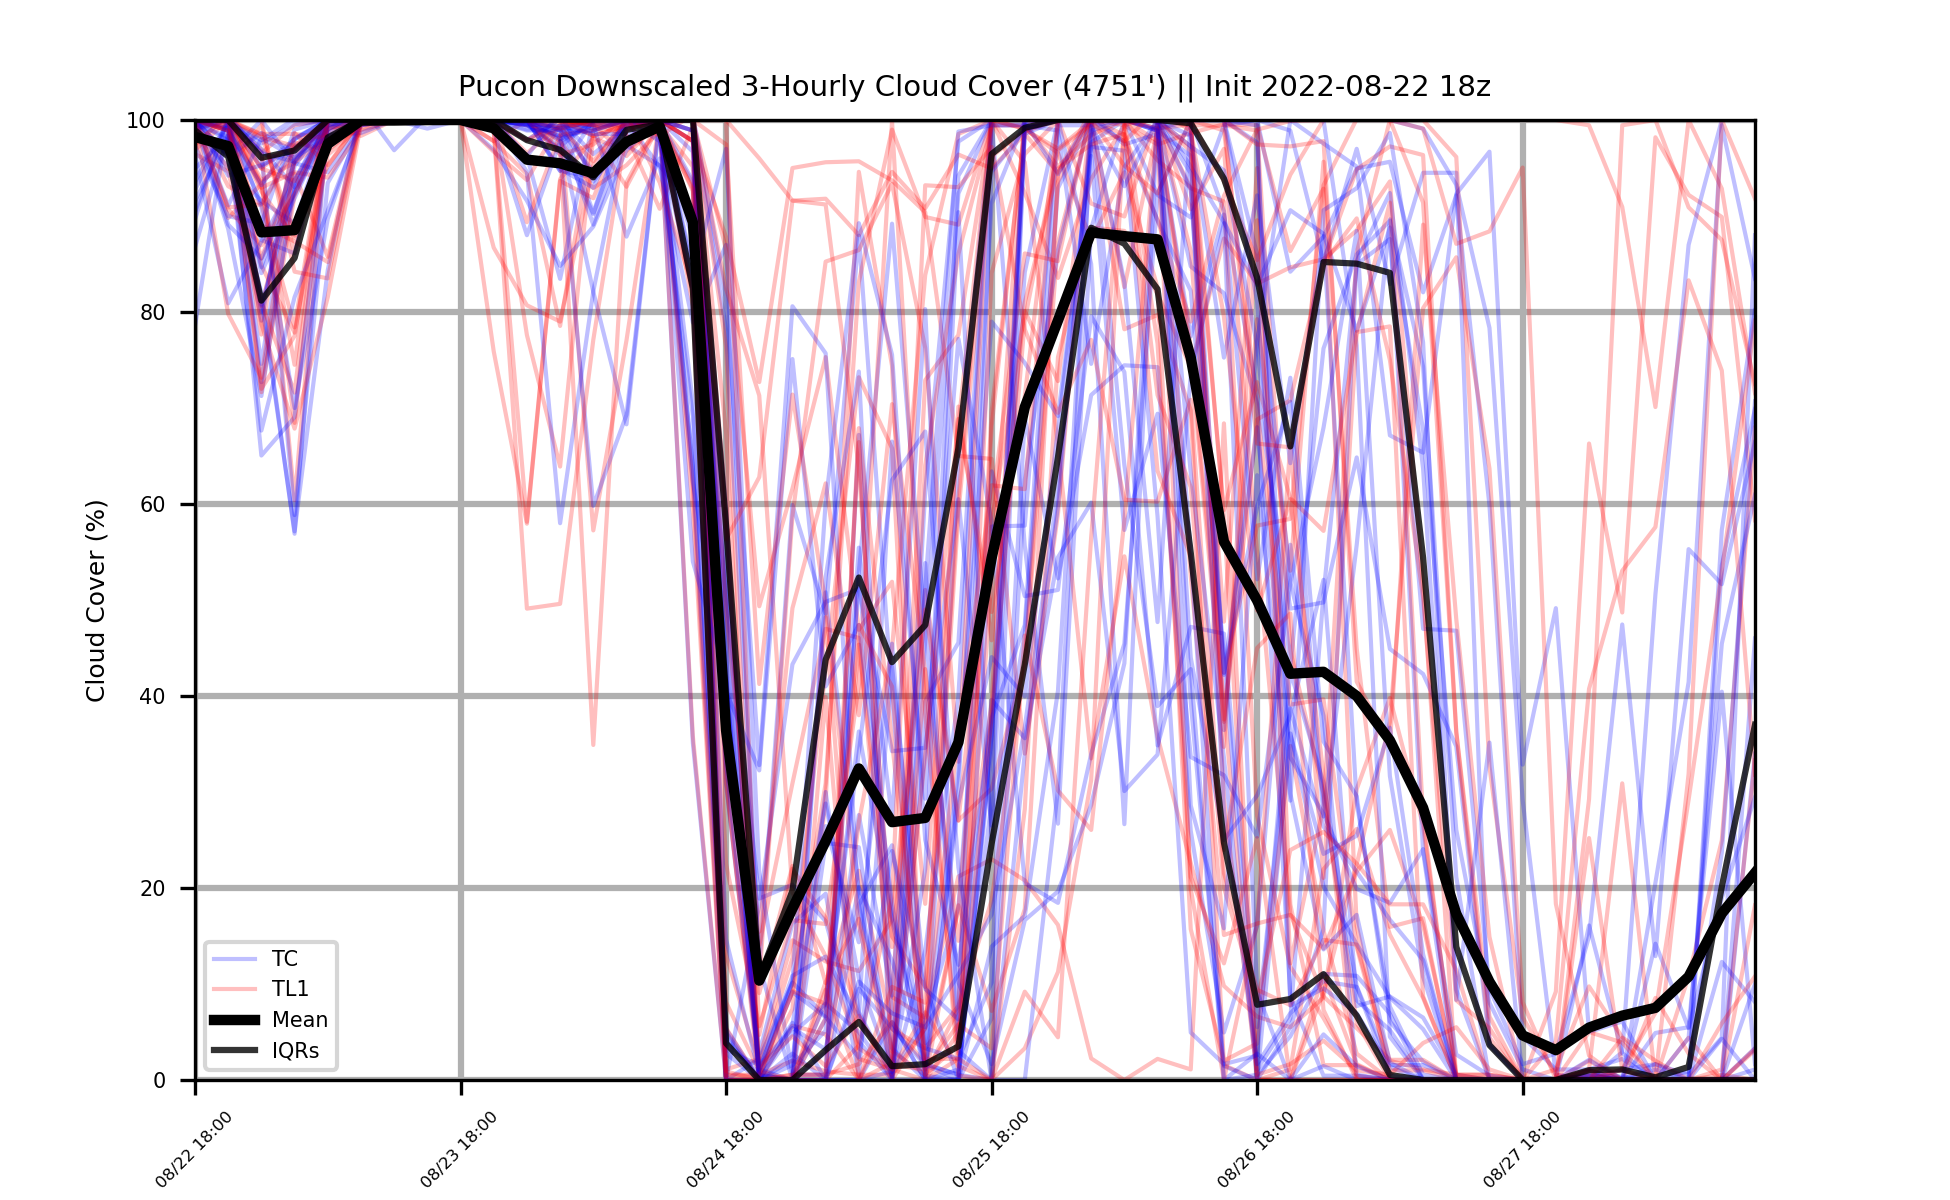 Pucon Downscaled 3-Hourly Cloud Cover (4751') || Init 2022-08-22 18z
Cloud Cover (%)
100
80
60
40
20
0
TC
TL1
Mean
IQRs
08/22 18:00
08/23 18:00
08/24 18:00
08/25 18:00
08/26 18:00
08/27 18:00